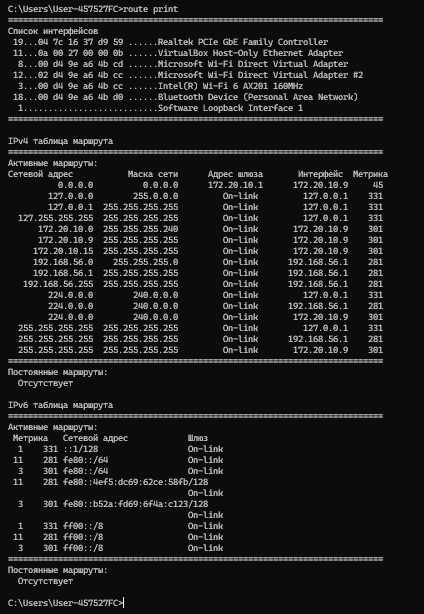 C:\Users\User-457527FC>route print
===========================================================================
Список интерфейсов
 19...04 7c 16 37 d9 59 ......Realtek PCIe GbE Family Controller
 11...0a 00 27 00 00 0b ......VirtualBox Host-Only Ethernet Adapter
  8...00 d4 9e a6 4b cd ......Microsoft Wi-Fi Direct Virtual Adapter
 12...02 d4 9e a6 4b cc ......Microsoft Wi-Fi Direct Virtual Adapter #2
  3...00 d4 9e a6 4b cc ......Intel(R) Wi-Fi 6 AX201 160MHz
 18...00 d4 9e a6 4b d0 ......Bluetooth Device (Personal Area Network)
  1...........................Software Loopback Interface 1
===========================================================================
IPv4 таблица маршрута
===========================================================================
Активные маршруты:
Сетевой адрес           Маска сети      Адрес шлюза       Интерфейс  Метрика
          0.0.0.0          0.0.0.0      172.20.10.1      172.20.10.9     45
        127.0.0.0        255.0.0.0         On-link         127.0.0.1    331
        127.0.0.1  255.255.255.255         On-link         127.0.0.1    331
  127.255.255.255  255.255.255.255         On-link         127.0.0.1    331
      172.20.10.0  255.255.255.240         On-link       172.20.10.9    301
      172.20.10.9  255.255.255.255         On-link       172.20.10.9    301
     172.20.10.15  255.255.255.255         On-link       172.20.10.9    301
     192.168.56.0    255.255.255.0         On-link      192.168.56.1    281
     192.168.56.1  255.255.255.255         On-link      192.168.56.1    281
   192.168.56.255  255.255.255.255         On-link      192.168.56.1    281
        224.0.0.0        240.0.0.0         On-link         127.0.0.1    331
        224.0.0.0        240.0.0.0         On-link      192.168.56.1    281
        224.0.0.0        240.0.0.0         On-link       172.20.10.9    301
  255.255.255.255  255.255.255.255         On-link         127.0.0.1    331
  255.255.255.255  255.255.255.255         On-link      192.168.56.1    281
  255.255.255.255  255.255.255.255         On-link       172.20.10.9    301
===========================================================================
Постоянные маршруты:
  Отсутствует
IPv6 таблица маршрута
===========================================================================
Активные маршруты:
 Метрика   Сетевой адрес            Шлюз
  1    331 ::1/128                  On-link
 11    281 fe80::/64                On-link
  3    301 fe80::/64                On-link
 11    281 fe80::4ef5:dc69:62ce:58fb/128
                                    On-link
  3    301 fe80::b52a:fd69:6f4a:c123/128
                                    On-link
  1    331 ff00::/8                 On-link
 11    281 ff00::/8                 On-link
  3    301 ff00::/8                 On-link
===========================================================================
Постоянные маршруты:
  Отсутствует
C:\Users\User-457527FC>